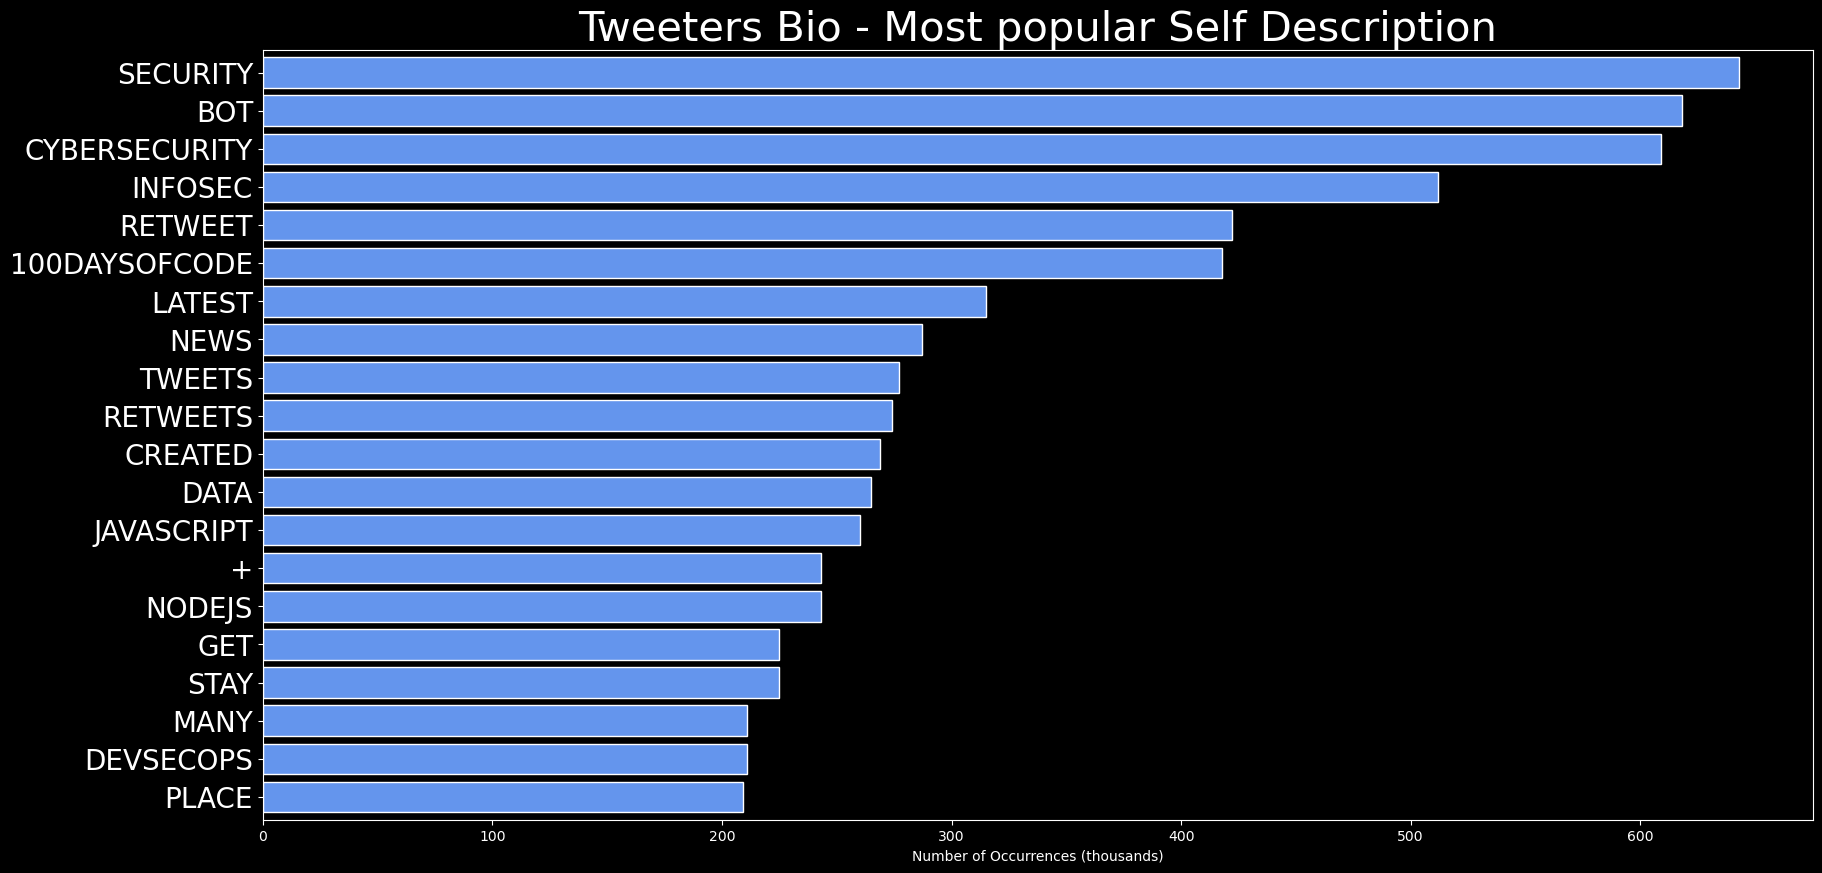 Tweeters Bio - Most popular Self Description
SECURITY
BOT
CYBERSECURITY
INFOSEC
RETWEET
100DAYSOFCODE
LATEST
NEWS
TWEETS
RETWEETS
CREATED
DATA
JAVASCRIPT
+
NODEJS
GET
STAY
MANY
DEVSECOPS
PLACE
0 100 200 300 400 500 600
Number of Occurrences (thousands)